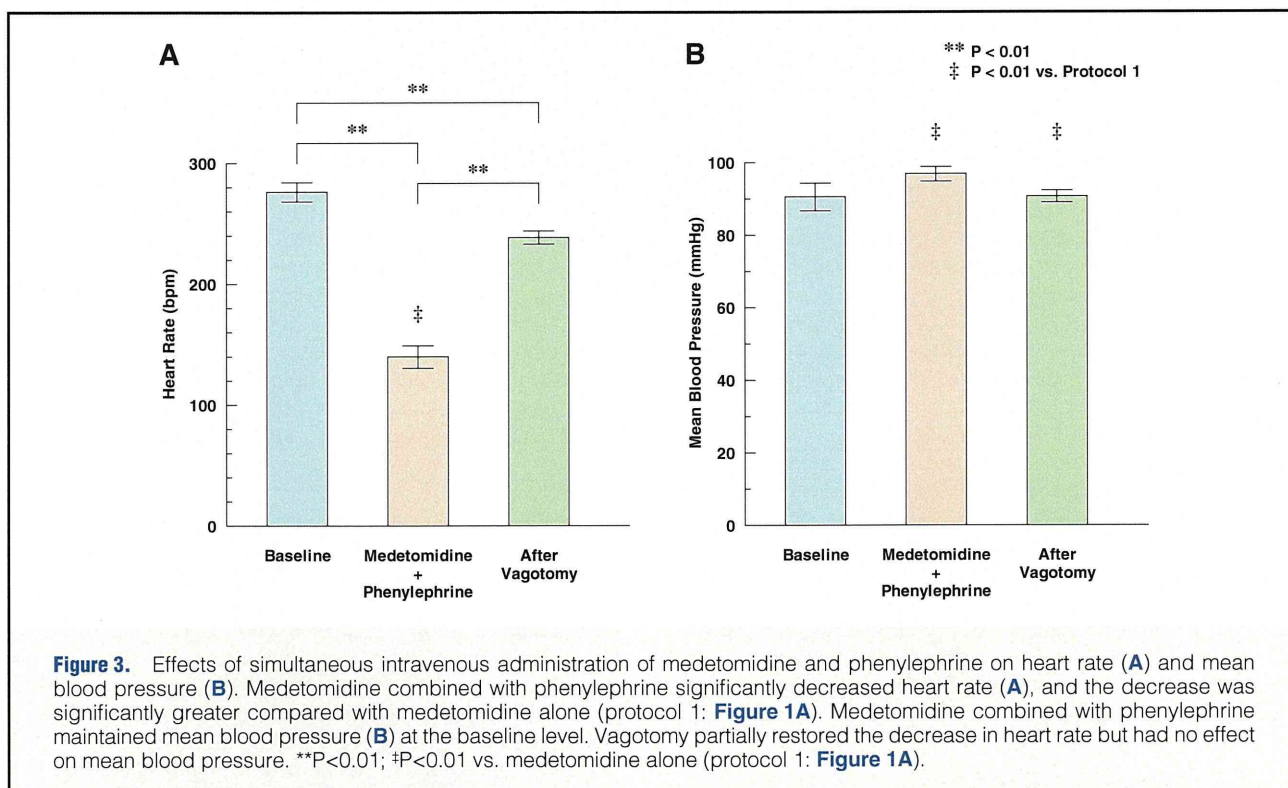 A
B
** P < 0.01
‡ P < 0.01 vs. Protocol 1
**
**
**
‡
‡
‡
Heart Rate (bpm)
300
200
100
0
Baseline
Medetomidine
+
Phenylephrine
After
Vagotomy
Mean Blood Pressure (mmHg)
100
80
60
40
20
0
Baseline
Medetomidine
+
Phenylephrine
After
Vagotomy
Figure 3. Effects of simultaneous intravenous administration of medetomidine and phenylephrine on heart rate (A) and mean
blood pressure (B). Medetomidine combined with phenylephrine significantly decreased heart rate (A), and the decrease was
significantly greater compared with medetomidine alone (protocol 1: Figure 1A). Medetomidine combined with phenylephrine
maintained mean blood pressure (B) at the baseline level. Vagotomy partially restored the decrease in heart rate but had no effect
on mean blood pressure. **P<0.01; ‡P<0.01 vs. medetomidine alone (protocol 1: Figure 1A).